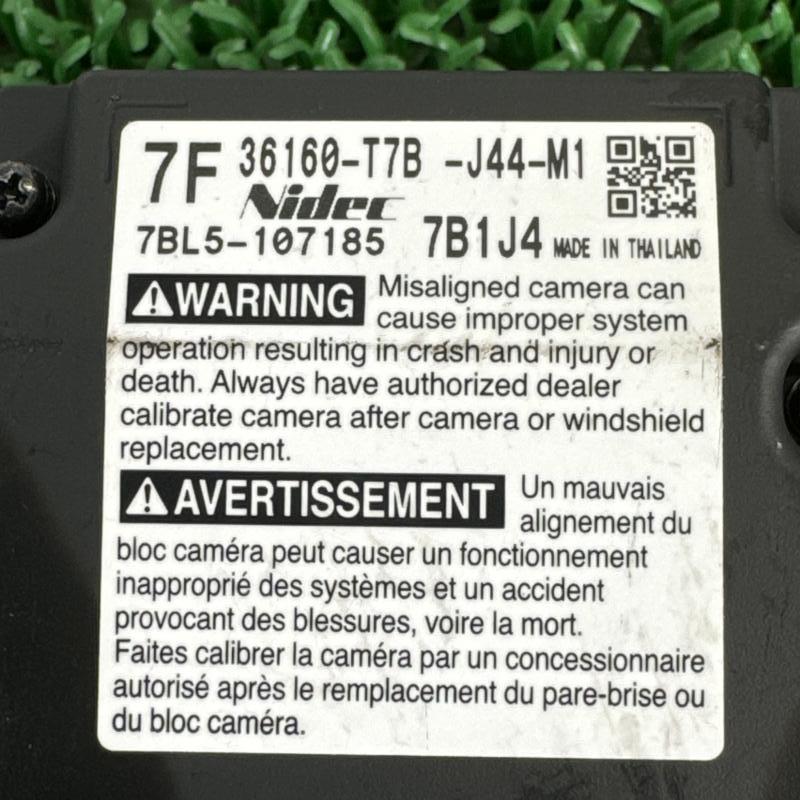 7F 36160-T7B -J44-M1
Nidec
7BL5-107185 7B1J4 MADE IN THAILAND
WARNING Misaligned camera can
cause improper system
operation resulting in crash and injury or
death. Always have authorized dealer
calibrate camera after camera or windshield
replacement.
AVERTISSEMENT Un mauvais
alignement du
bloc caméra peut causer un fonctionnement
inapproprié des systèmes et un accident
provocant des blessures, voire la mort.
Faites calibrer la caméra par un concessionnaire
autorisé après le remplacement du pare-brise ou
du bloc caméra.